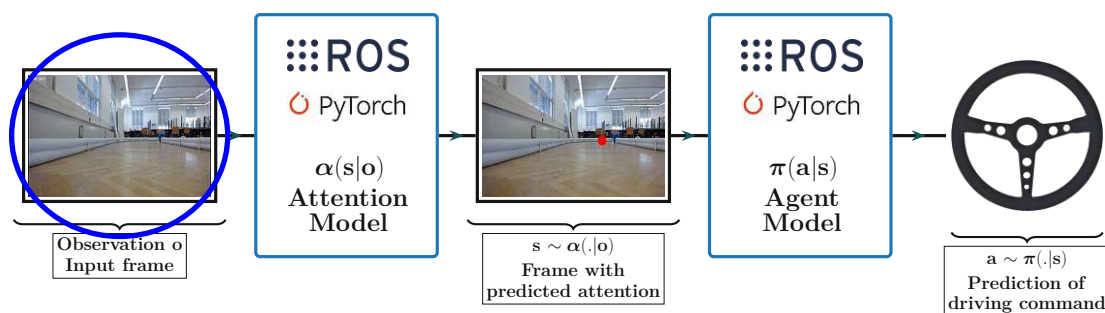 ROS
PyTorch
α(s|o)
Attention
Model
ROS
PyTorch
π(a|s)
Agent
Model
Observation o
Input frame
s ∼ α(.|o)
Frame with
predicted attention
a ∼ π(.|s)
Prediction of
driving command